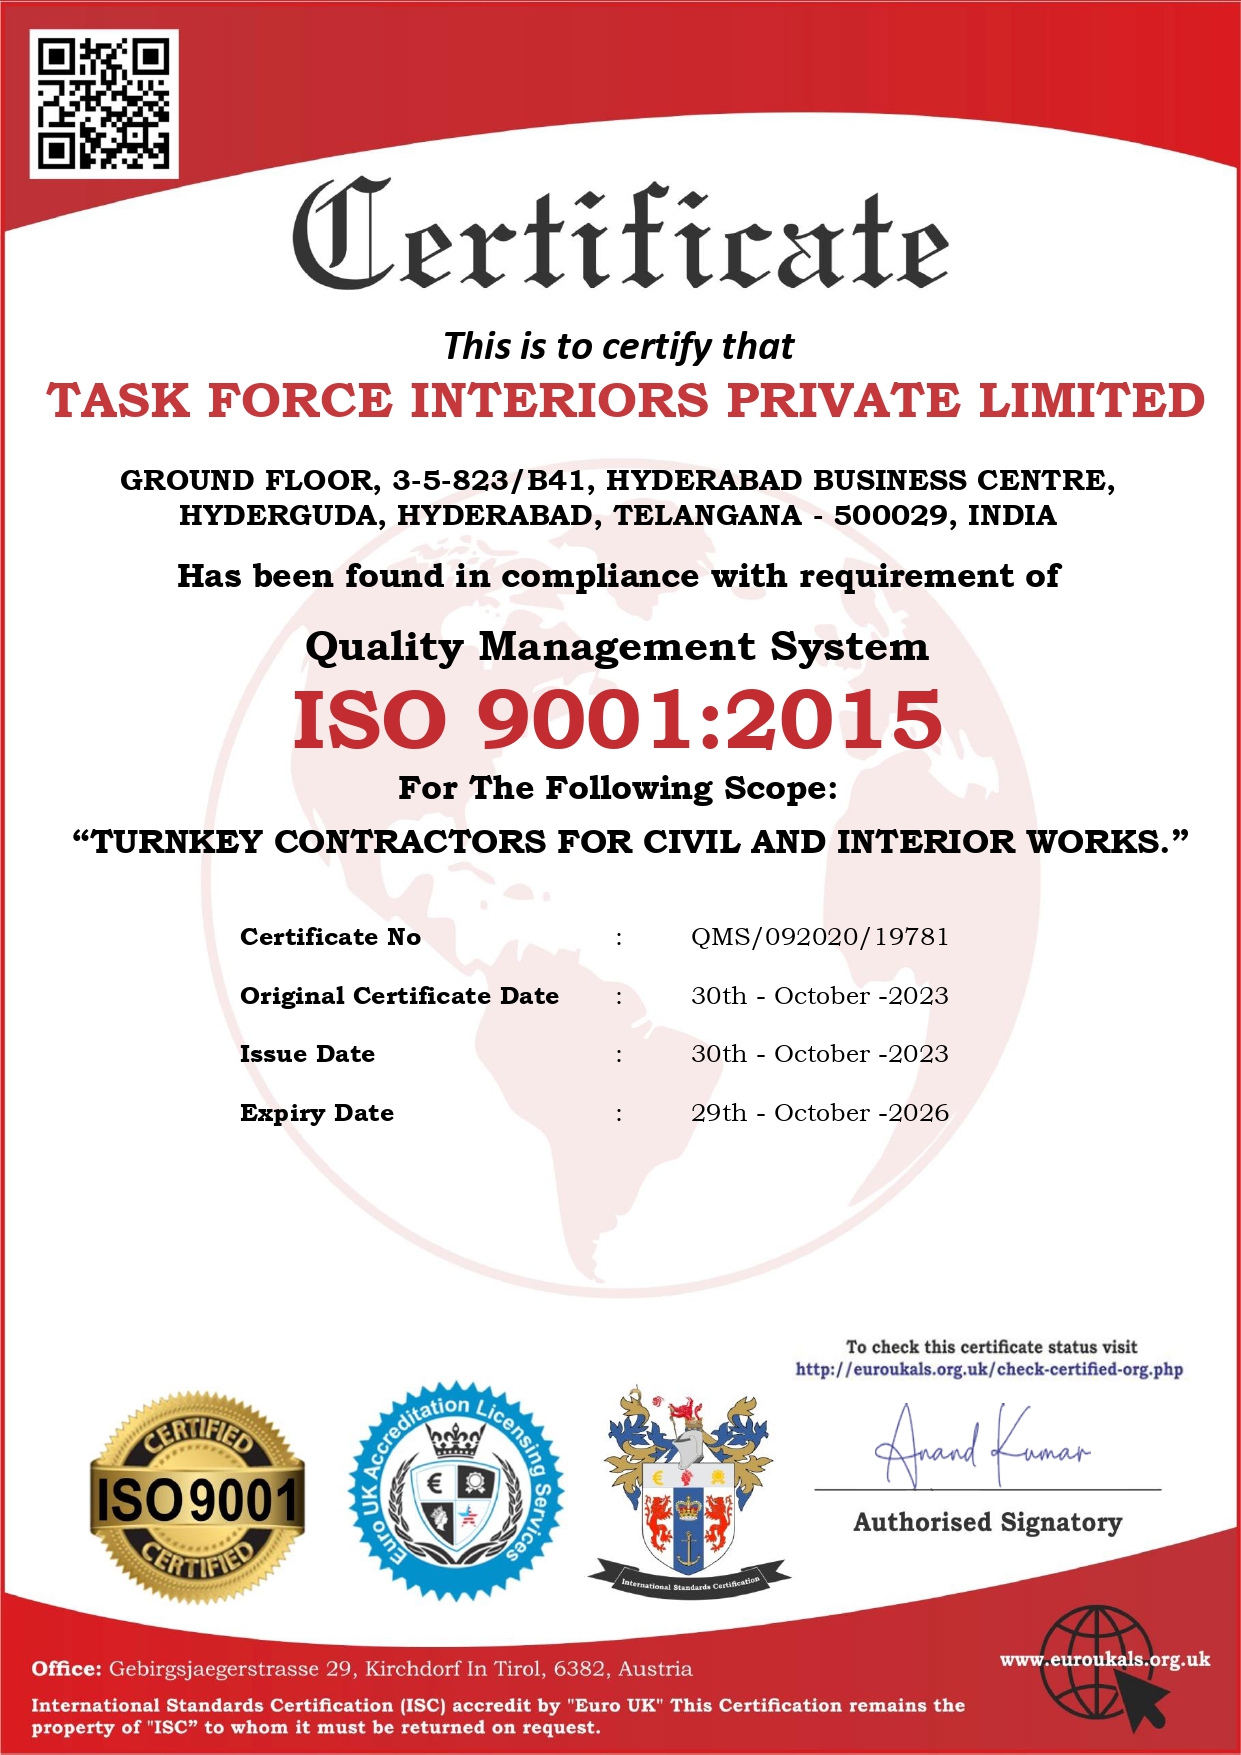 Certificate
This is to certify that
TASK FORCE INTERIORS PRIVATE LIMITED
GROUND FLOOR, 3-5-823/B41, HYDERABAD BUSINESS CENTRE,
HYDERGUDA, HYDERABAD, TELANGANA - 500029, INDIA
Has been found in compliance with requirement of
Quality Management System
ISO 9001:2015
For The Following Scope:
“TURNKEY CONTRACTORS FOR CIVIL AND INTERIOR WORKS.”
Certificate No : QMS/092020/19781
Original Certificate Date : 30th - October -2023
Issue Date : 30th - October -2023
Expiry Date : 29th - October -2026
To check this certificate status visit
http://euroukals.org.uk/check-certified-org.php
CERTIFIED
ISO 9001
CERTIFIED
Euro UK Accreditation Licensing Services
€
€
International Standards Certification
Anand Kumar
Authorised Signatory
Office: Gebirgsjaegerstrasse 29, Kirchdorf In Tirol, 6382, Austria
www.euroukals.org.uk
International Standards Certification (ISC) accredit by "Euro UK" This Certification remains the
property of "ISC” to whom it must be returned on request.